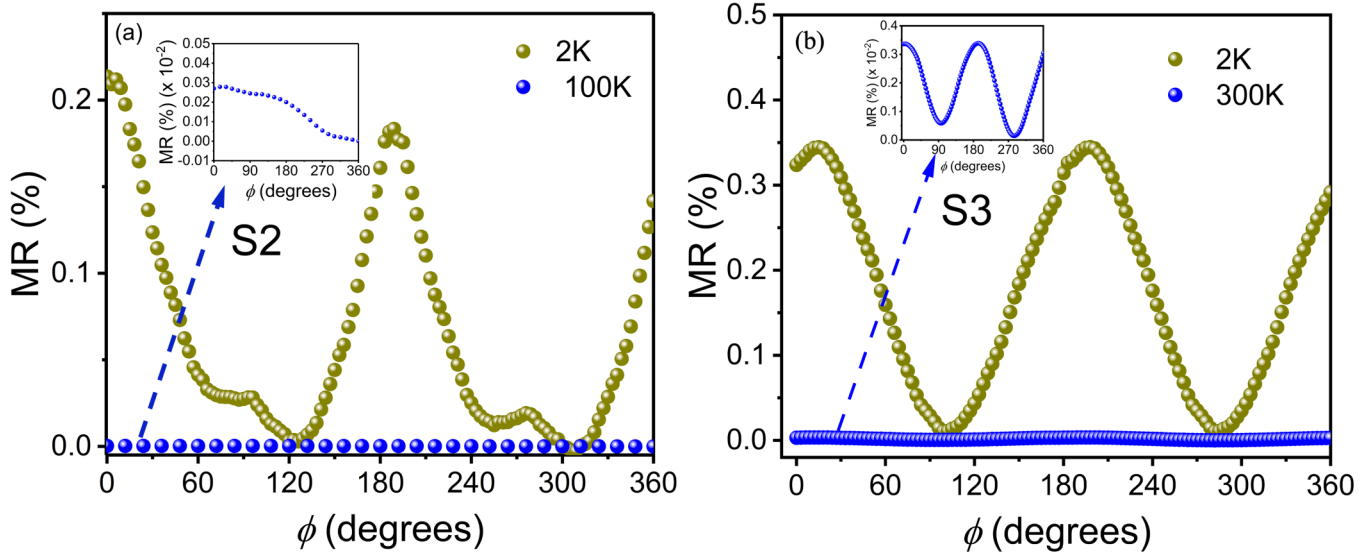 (a)
2K
100K
MR (%)
0.2
0.1
0.0
0 60 120 180 240 300 360
ϕ (degrees)
S2
MR (%) (x 10⁻²)
0.05
0.04
0.03
0.02
0.01
0.00
-0.01
0 90 180 270 360
ϕ (degrees)
(b)
2K
300K
MR (%)
0.5
0.4
0.3
0.2
0.1
0.0
0 60 120 180 240 300 360
ϕ (degrees)
S3
MR (%) (x 10⁻²)
0.4
0.3
0.2
0.1
0.0
0 90 180 270 360
ϕ (degrees)